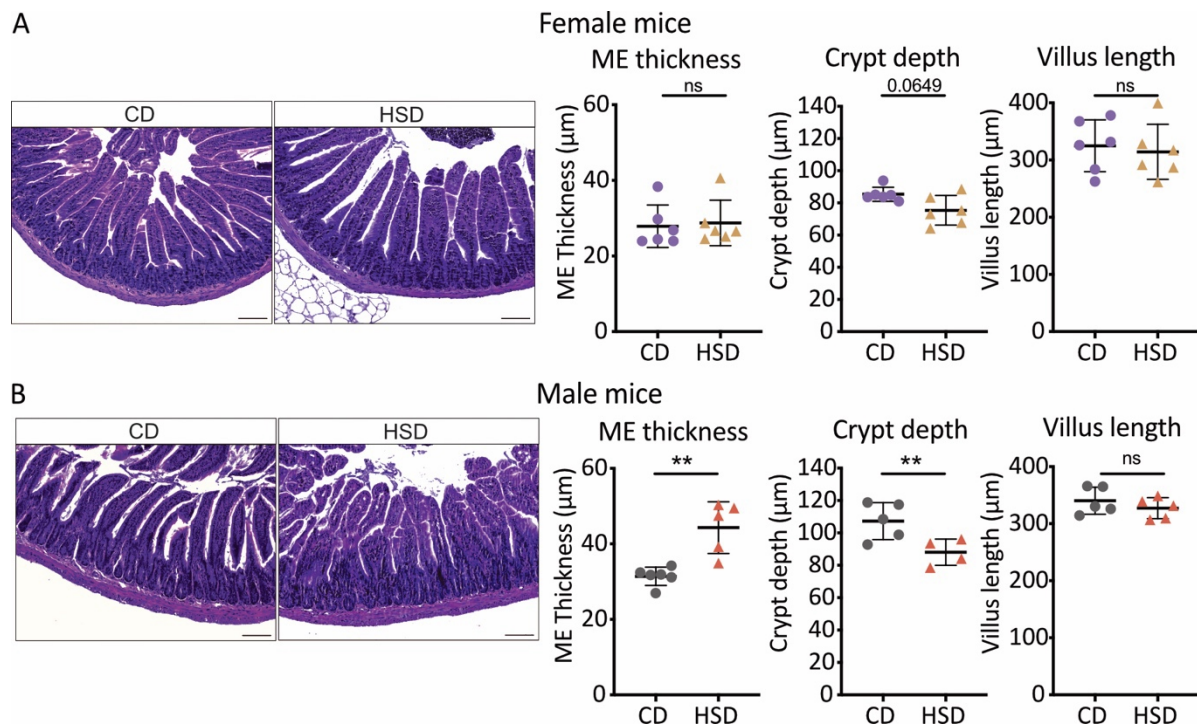 A
Female mice
CD
HSD
ME thickness
ns
ME Thickness (µm)
60
40
20
0
CD
HSD
Crypt depth
0.0649
Crypt depth (µm)
140
120
100
80
60
40
20
0
CD
HSD
Villus length
ns
Villus length (µm)
400
300
200
100
0
CD
HSD
B
Male mice
CD
HSD
ME thickness
**
ME Thickness (µm)
60
40
20
0
CD
HSD
Crypt depth
**
Crypt depth (µm)
140
120
100
80
60
40
20
0
CD
HSD
Villus length
ns
Villus length (µm)
400
300
200
100
0
CD
HSD